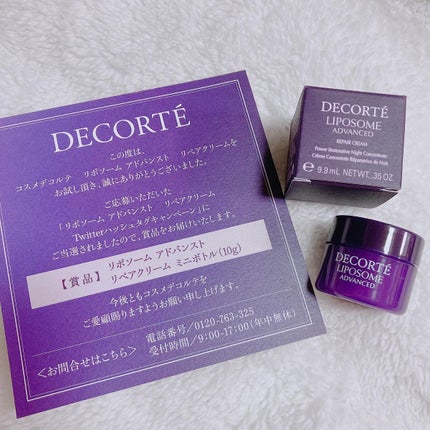 DECORTÉ
この度は、
コスメデコルテ　リポソーム アドバンスト　リペアクリームを
お試し頂き、誠にありがとうございました。
ご応募いただいた
「リポソーム アドバンスト　リペアクリーム
Twitterハッシュタグキャンペーン」に
ご当選されましたので、賞品をお届けいたします。
【賞品】リポソーム アドバンスト
リペアクリーム ミニボトル(10g)
今後ともコスメデコルテを
ご愛顧賜りますようお願い申し上げます。
〈お問合せはこちら〉電話番号/0120-763-325
受付時間/9:00-17:00(年中無休)
DECORTÉ
LIPOSOME
ADVANCED
REPAIR CREAM
Power Restorative Night Concentrate
Crème Concentrée Réparatrice de Nuit
℮ 9.9 mL NET WT. .35 OZ.
DECORTÉ
LIPOSOME
ADVANCED